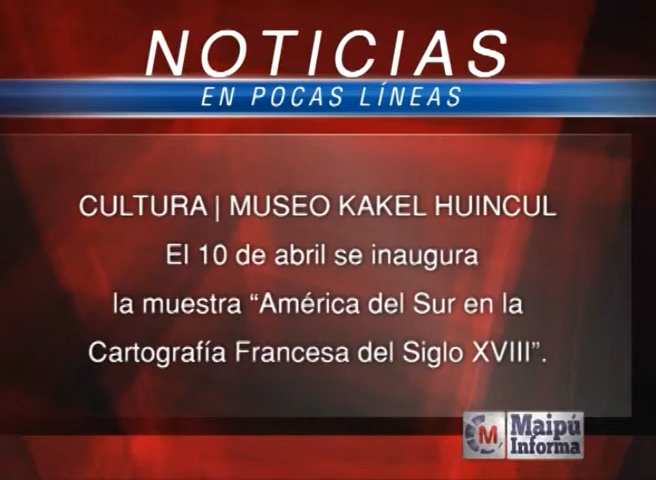 NOTICIAS
EN POCAS LÍNEAS
CULTURA | MUSEO KAKEL HUINCUL
El 10 de abril se inaugura
la muestra “América del Sur en la
Cartografía Francesa del Siglo XVIII”.
M Maipú
Informa